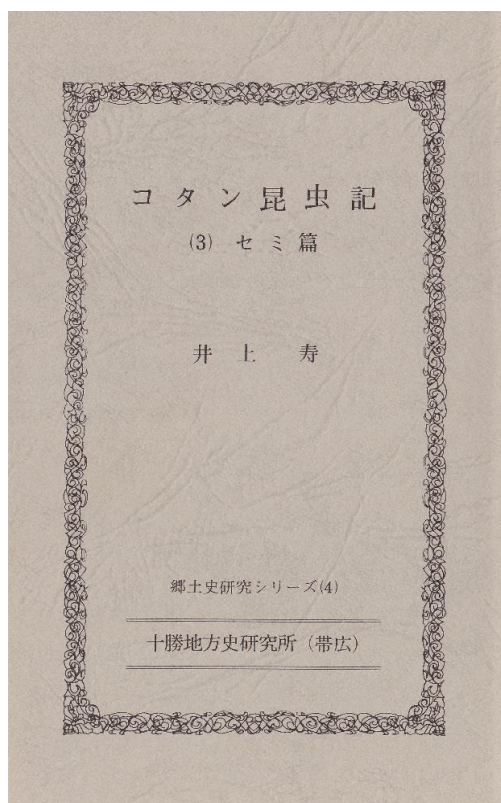 コタン昆虫記
(3) セミ篇
井上 寿
郷土史研究シリーズ(4)
十勝地方史研究所（帯広）